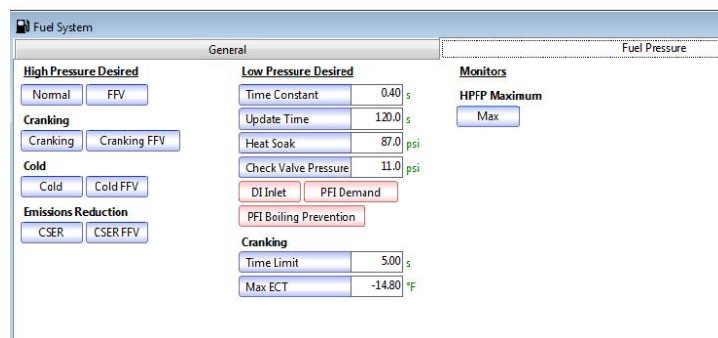 Fuel System
General
Fuel Pressure
High Pressure Desired
Normal FFV
Cranking
Cranking Cranking FFV
Cold
Cold Cold FFV
Emissions Reduction
CSER CSER FFV
Low Pressure Desired
Time Constant 0.40 s
Update Time 120.0 s
Heat Soak 87.0 psi
Check Valve Pressure 11.0 psi
DI Inlet PFI Demand
PFI Boiling Prevention
Cranking
Time Limit 5.00 s
Max ECT -14.80 °F
Monitors
HPFP Maximum
Max